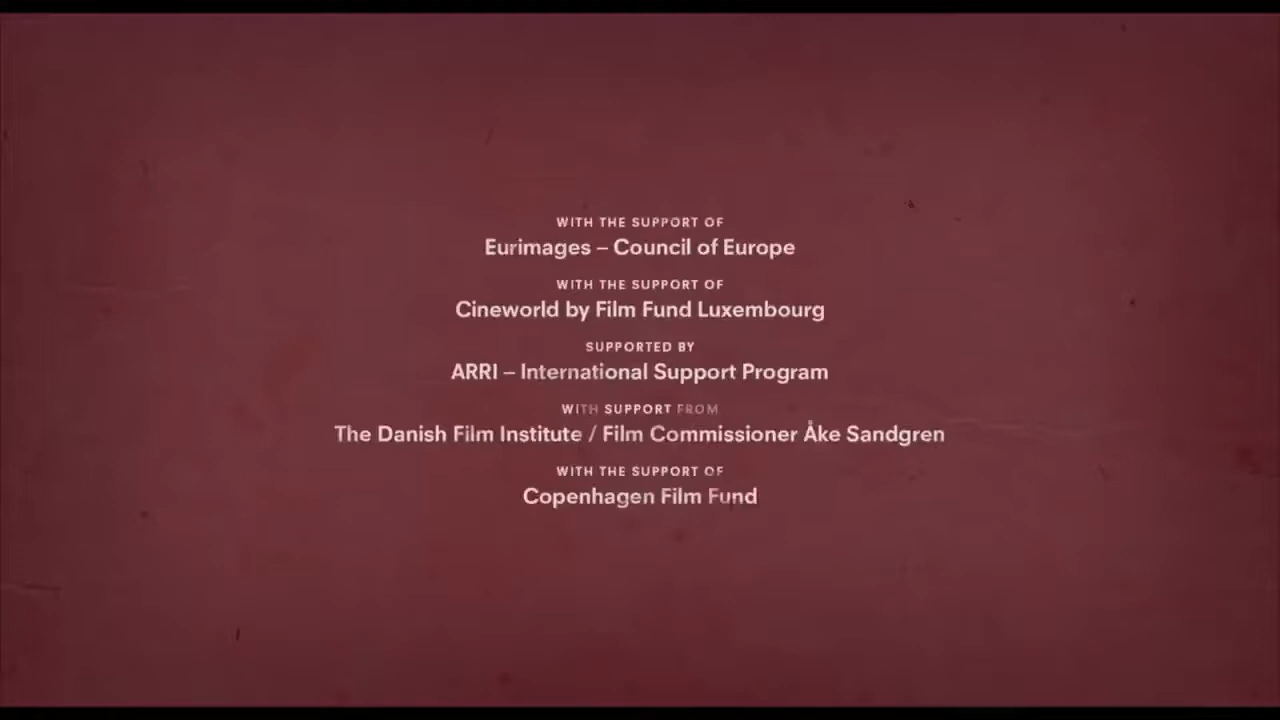 WITH THE SUPPORT OF
Eurimages – Council of Europe
WITH THE SUPPORT OF
Cineworld by Film Fund Luxembourg
SUPPORTED BY
ARRI – International Support Program
WITH SUPPORT FROM
The Danish Film Institute / Film Commissioner Åke Sandgren
WITH THE SUPPORT OF
Copenhagen Film Fund